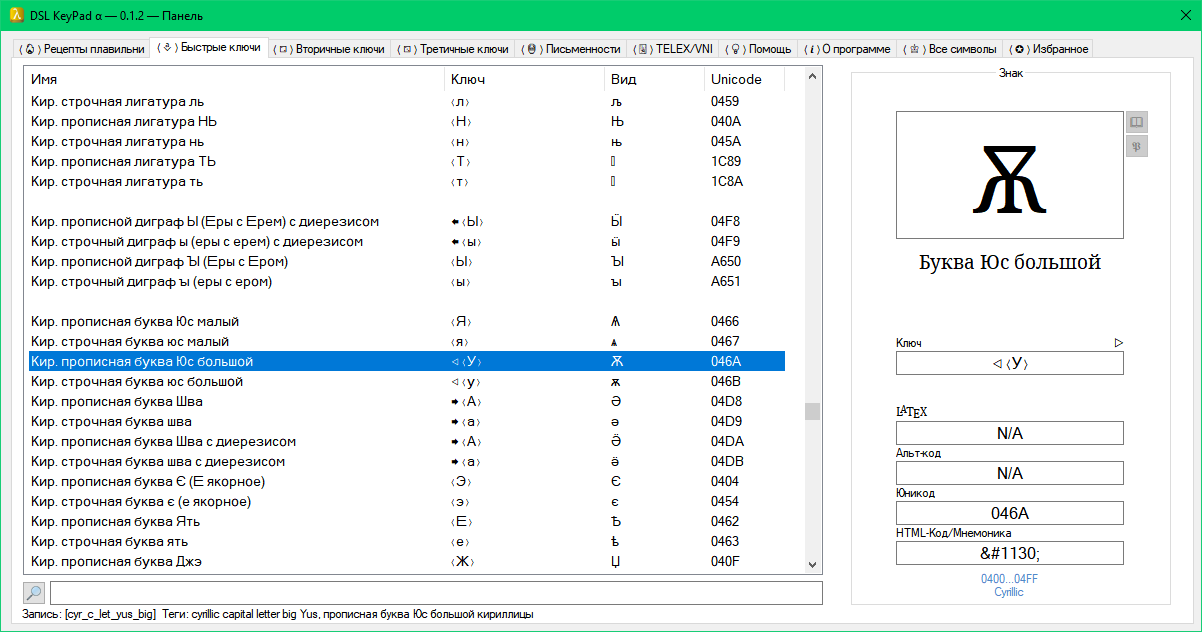 DSL KeyPad α — 0.1.2 — Панель
Рецепты плавильни Быстрые ключи Вторичные ключи Третичные ключи Письменности TELEX/VNI Помощь О программе Все символы Избранное
Имя Ключ Вид Unicode
Кир. строчная лигатура ль ⟨л⟩ љ 0459
Кир. прописная лигатура НЬ ⟨Н⟩ Њ 040A
Кир. строчная лигатура нь ⟨н⟩ њ 045A
Кир. прописная лигатура ТЬ ⟨Т⟩ 1C89
Кир. строчная лигатура ть ⟨т⟩ 1C8A
Кир. прописной диграф Ы (Еры с Ерем) с диерезисом 🠴 ⟨Ы⟩ Ӹ 04F8
Кир. строчный диграф ы (еры с ерем) с диерезисом 🠴 ⟨ы⟩ ӹ 04F9
Кир. прописной диграф Ꙑ (Еры с Ером) ⟨Ы⟩ Ꙑ A650
Кир. строчный диграф ꙑ (еры с ером) ⟨ы⟩ ꙑ A651
Кир. прописная буква Юс малый ⟨Я⟩ Ѧ 0466
Кир. строчная буква юс малый ⟨я⟩ ѧ 0467
Кир. прописная буква Юс большой ◁ ⟨У⟩ Ѫ 046A
Кир. строчная буква юс большой ◁ ⟨у⟩ ѫ 046B
Кир. прописная буква Шва 🠶 ⟨А⟩ Ә 04D8
Кир. строчная буква шва 🠶 ⟨а⟩ ә 04D9
Кир. прописная буква Шва с диерезисом 🠶 ⟨А⟩ Ӛ 04DA
Кир. строчная буква шва с диерезисом 🠶 ⟨а⟩ ӛ 04DB
Кир. прописная буква Є (Е якорное) ⟨Э⟩ Є 0404
Кир. строчная буква є (е якорное) ⟨э⟩ є 0454
Кир. прописная буква Ять ⟨Е⟩ Ѣ 0462
Кир. строчная буква ять ⟨е⟩ ѣ 0463
Кир. прописная буква Джэ ⟨Ж⟩ Џ 040F
Запись: [cyr_c_let_yus_big] Теги: cyrillic capital letter big Yus, прописная буква Юс большой кириллицы
Знак
Ѫ
Буква Юс большой
Ключ ▷
◁ ⟨У⟩
LATEX
N/A
Альт-код
N/A
Юникод
046A
HTML-Код/Мнемоника
&#1130;
0400...04FF
Cyrillic